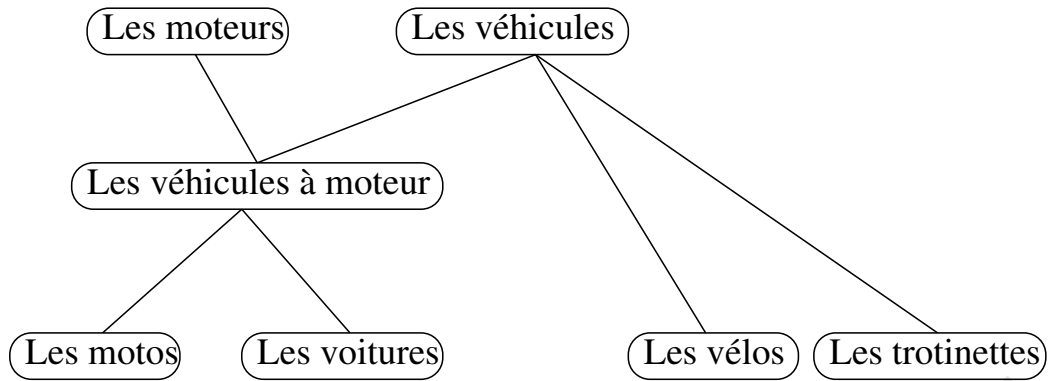 Les moteurs
Les véhicules
Les véhicules à moteur
Les motos
Les voitures
Les vélos
Les trotinettes